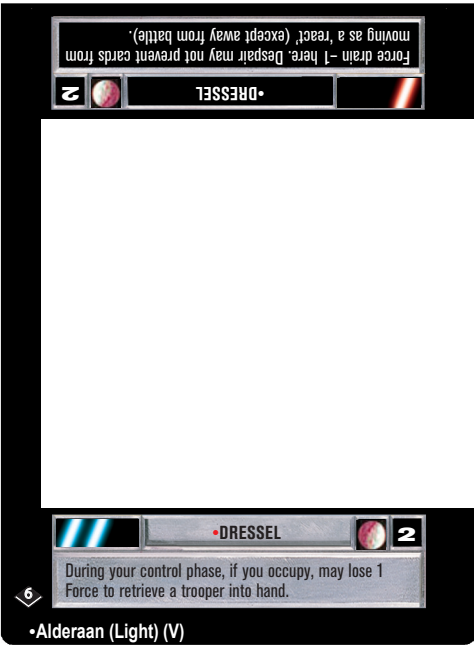 Force drain –1 here. Despair may not prevent cards from
moving as a 'react' (except away from battle).
•DRESSEL
2
•DRESSEL
2
During your control phase, if you occupy, may lose 1
Force to retrieve a trooper into hand.
6
•Alderaan (Light) (V)